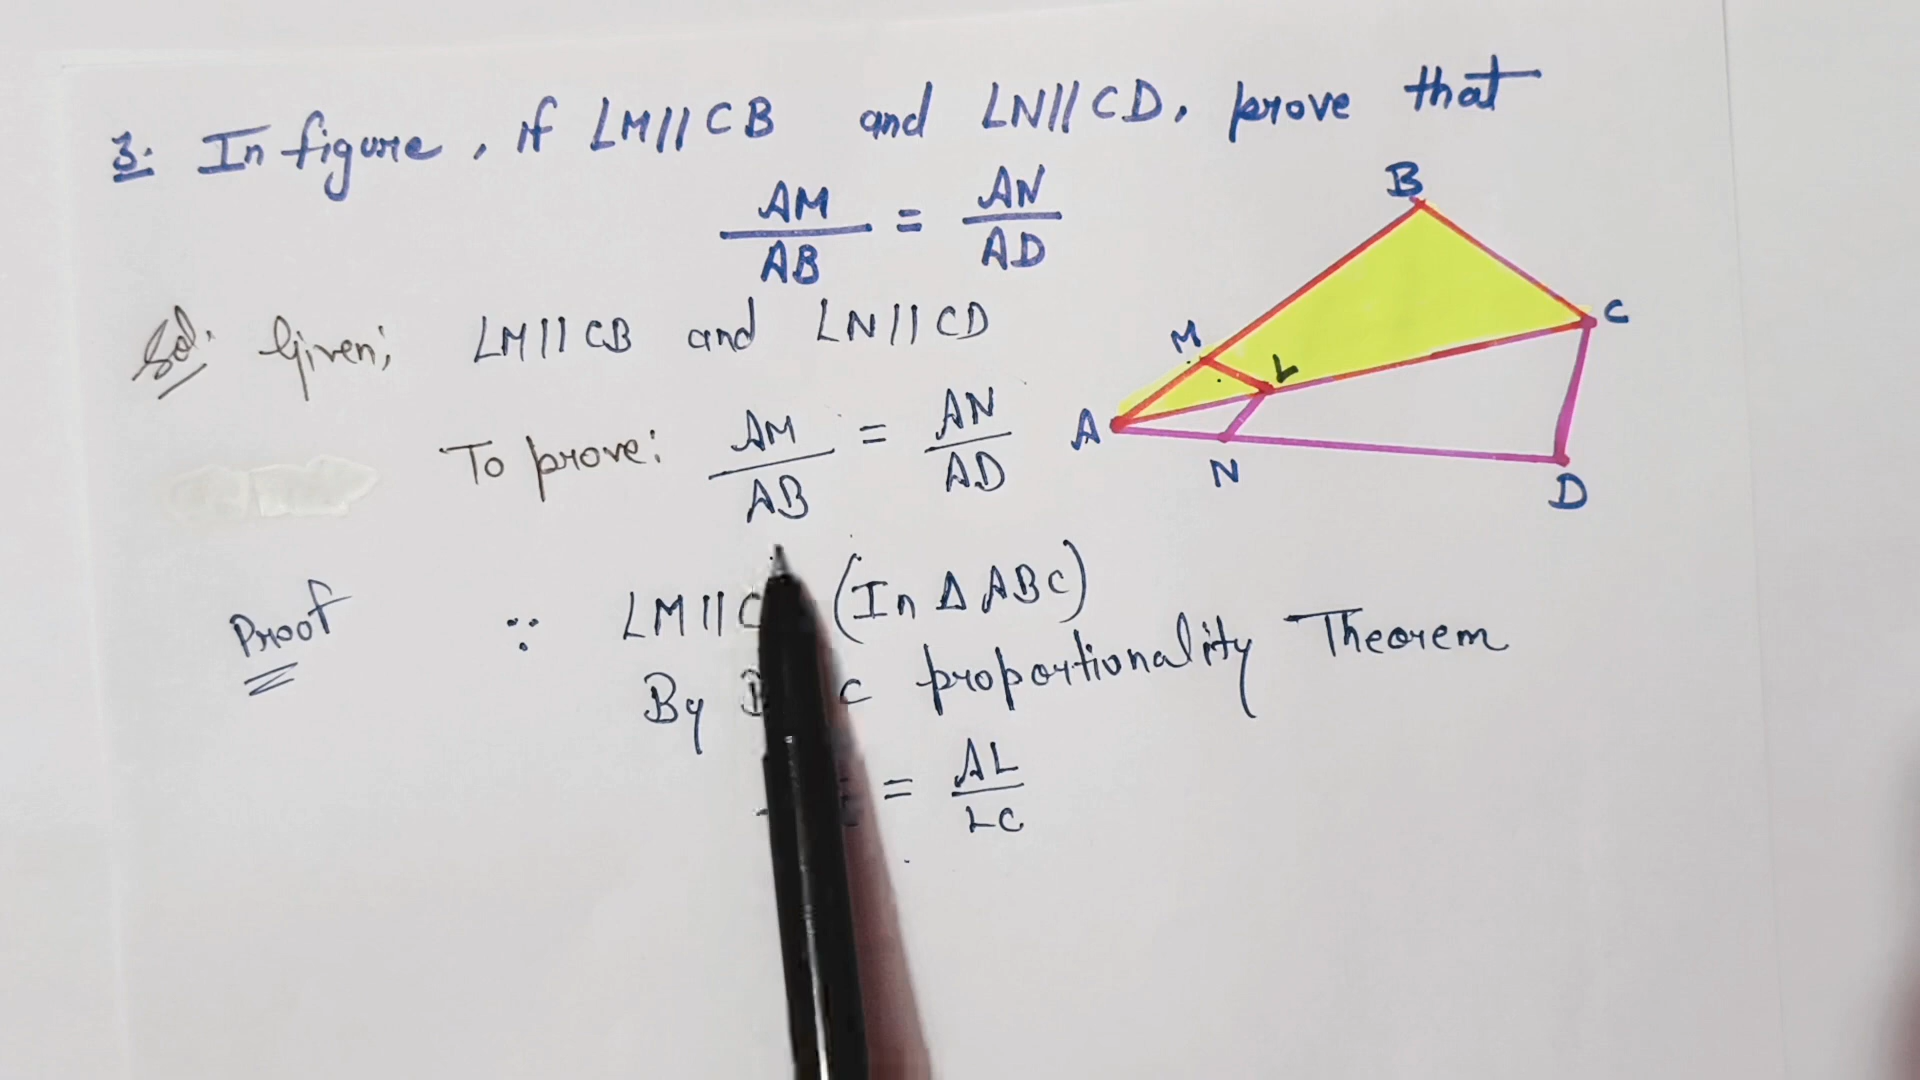 3. In figure, if LM||CB and LN||CD, prove that
AM/AB = AN/AD
Sol. Given; LM||CB and LN||CD
To prove: AM/AB = AN/AD
Proof ∵ LM||C (In Δ ABC)
By proportionality Theorem
= AL/LC
B
C
M
L
A
N
D